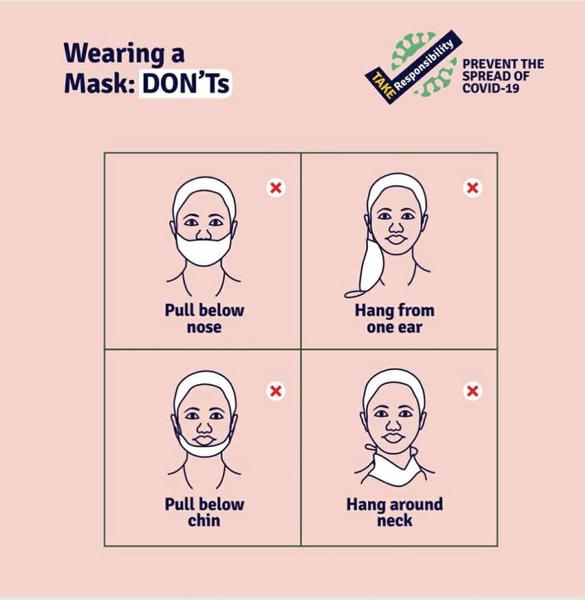 Wearing a
Mask: DON'Ts
TAKE Responsibility
PREVENT THE
SPREAD OF
COVID-19
Pull below
nose
Hang from
one ear
Pull below
chin
Hang around
neck